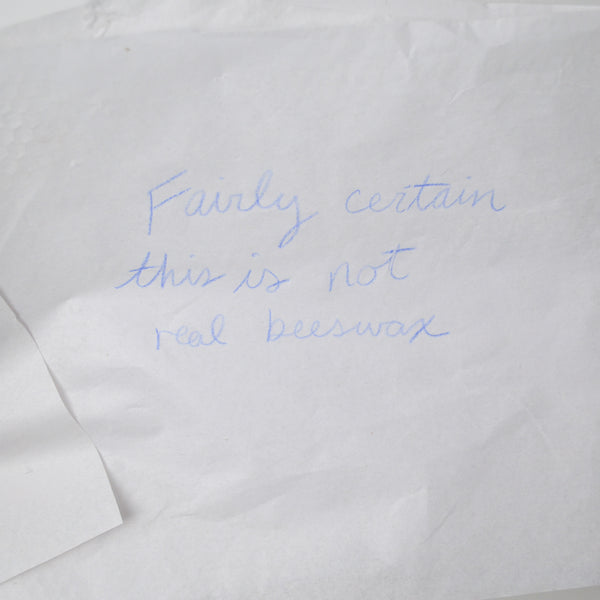 Fairly certain
this is not
real beeswax